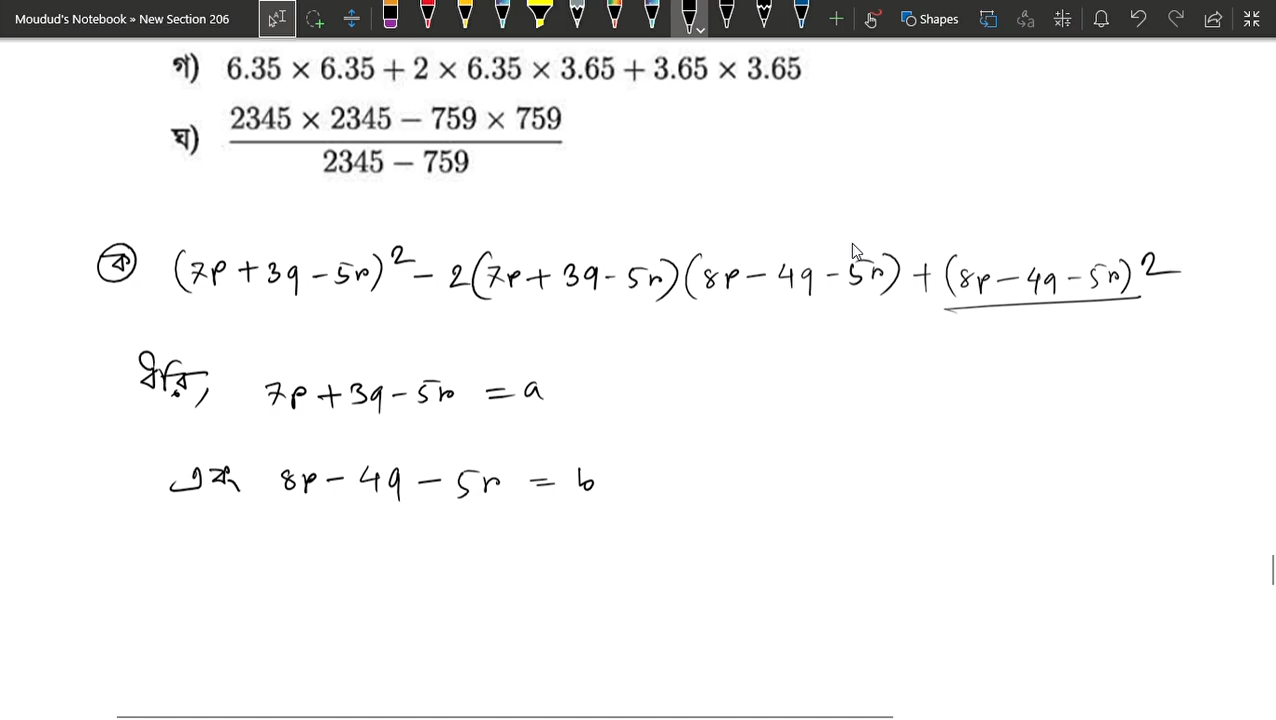 Moudud's Notebook » New Section 206
Shapes
গ) 6.35 × 6.35 + 2 × 6.35 × 3.65 + 3.65 × 3.65
ঘ) (2345 × 2345 − 759 × 759) / (2345 − 759)
ক (7p + 3q − 5r)² − 2(7p + 3q − 5r)(8p − 4q − 5r) + (8p − 4q − 5r)²
ধরি, 7p + 3q − 5r = a
এবং 8p − 4q − 5r = b